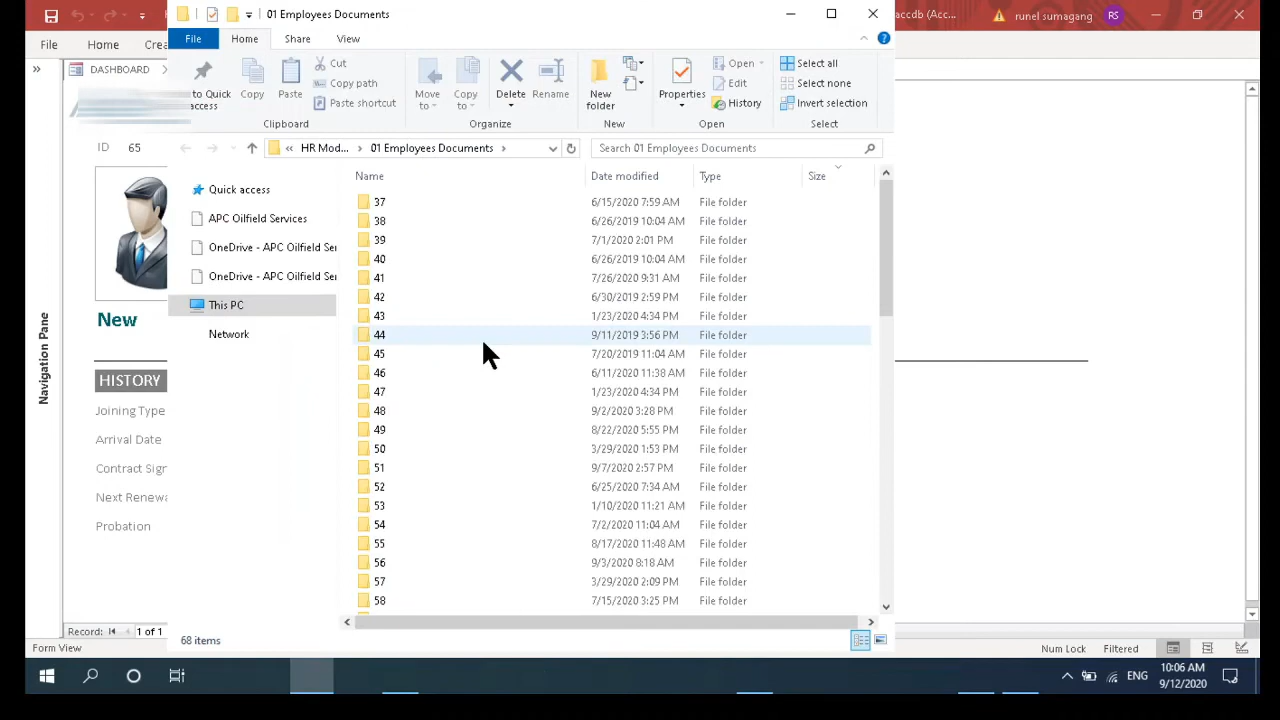 01 Employees Documents
.accdb (Acc...
runel sumagang
RS
File
Home
Crea
File
Home
Share
View
DASHBOARD
to Quick
access
Copy
Paste
Cut
Copy path
Paste shortcut
Clipboard
Move
to
Copy
to
Delete
Rename
Organize
New
folder
New
Properties
Open
Edit
History
Open
Select all
Select none
Invert selection
Select
HR Mod...
01 Employees Documents
Search 01 Employees Documents
ID 65
Name
Date modified
Type
Size
Quick access
APC Oilfield Services
OneDrive - APC Oilfield Ser
OneDrive - APC Oilfield Ser
This PC
Network
37 6/15/2020 7:59 AM File folder
38 6/26/2019 10:04 AM File folder
39 7/1/2020 2:01 PM File folder
40 6/26/2019 10:04 AM File folder
41 7/26/2020 9:31 AM File folder
42 6/30/2019 2:59 PM File folder
43 1/23/2020 4:34 PM File folder
44 9/11/2019 3:56 PM File folder
45 7/20/2019 11:04 AM File folder
46 6/11/2020 11:38 AM File folder
47 1/23/2020 4:34 PM File folder
48 9/2/2020 3:28 PM File folder
49 8/22/2020 5:55 PM File folder
50 3/29/2020 1:53 PM File folder
51 9/7/2020 2:57 PM File folder
52 6/25/2020 7:34 AM File folder
53 1/10/2020 11:21 AM File folder
54 7/2/2020 11:04 AM File folder
55 8/17/2020 11:48 AM File folder
56 9/3/2020 8:18 AM File folder
57 3/29/2020 2:09 PM File folder
58 7/15/2020 3:25 PM File folder
Navigation Pane
New
HISTORY
Joining Type
Arrival Date
Contract Sign
Next Renewa
Probation
Record:
1 of 1
68 items
Form View
Num Lock
Filtered
ENG
10:06 AM
9/12/2020